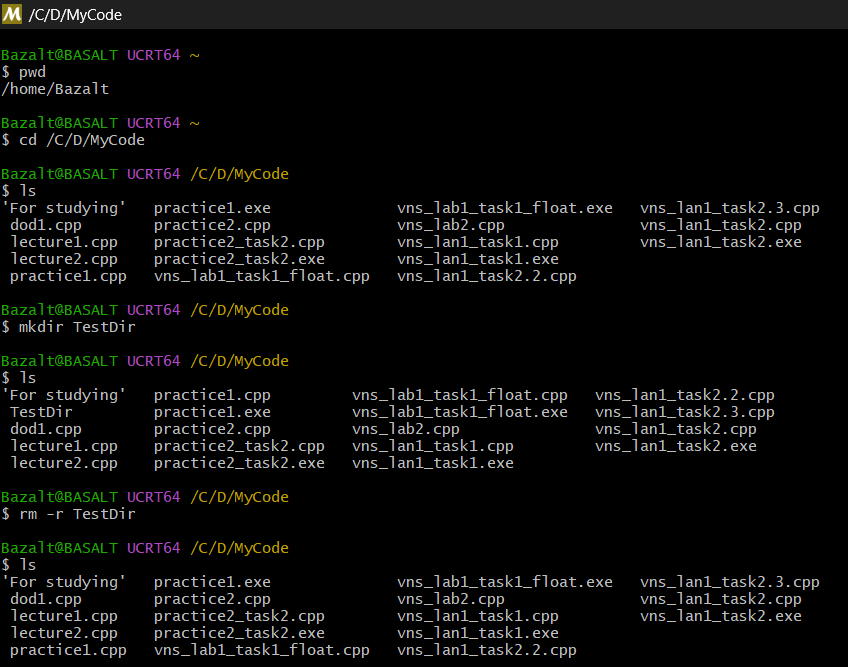 M /C/D/MyCode
Bazalt@BASALT UCRT64 ~
$ pwd
/home/Bazalt
Bazalt@BASALT UCRT64 ~
$ cd /C/D/MyCode
Bazalt@BASALT UCRT64 /C/D/MyCode
$ ls
'For studying'   practice1.exe              vns_lab1_task1_float.exe   vns_lan1_task2.3.cpp
 dod1.cpp        practice2.cpp              vns_lab2.cpp               vns_lan1_task2.cpp
 lecture1.cpp    practice2_task2.cpp        vns_lan1_task1.cpp         vns_lan1_task2.exe
 lecture2.cpp    practice2_task2.exe        vns_lan1_task1.exe
 practice1.cpp   vns_lab1_task1_float.cpp   vns_lan1_task2.2.cpp
Bazalt@BASALT UCRT64 /C/D/MyCode
$ mkdir TestDir
Bazalt@BASALT UCRT64 /C/D/MyCode
$ ls
'For studying'   practice1.cpp         vns_lab1_task1_float.cpp   vns_lan1_task2.2.cpp
 TestDir         practice1.exe         vns_lab1_task1_float.exe   vns_lan1_task2.3.cpp
 dod1.cpp        practice2.cpp         vns_lab2.cpp               vns_lan1_task2.cpp
 lecture1.cpp    practice2_task2.cpp   vns_lan1_task1.cpp         vns_lan1_task2.exe
 lecture2.cpp    practice2_task2.exe   vns_lan1_task1.exe
Bazalt@BASALT UCRT64 /C/D/MyCode
$ rm -r TestDir
Bazalt@BASALT UCRT64 /C/D/MyCode
$ ls
'For studying'   practice1.exe              vns_lab1_task1_float.exe   vns_lan1_task2.3.cpp
 dod1.cpp        practice2.cpp              vns_lab2.cpp               vns_lan1_task2.cpp
 lecture1.cpp    practice2_task2.cpp        vns_lan1_task1.cpp         vns_lan1_task2.exe
 lecture2.cpp    practice2_task2.exe        vns_lan1_task1.exe
 practice1.cpp   vns_lab1_task1_float.cpp   vns_lan1_task2.2.cpp